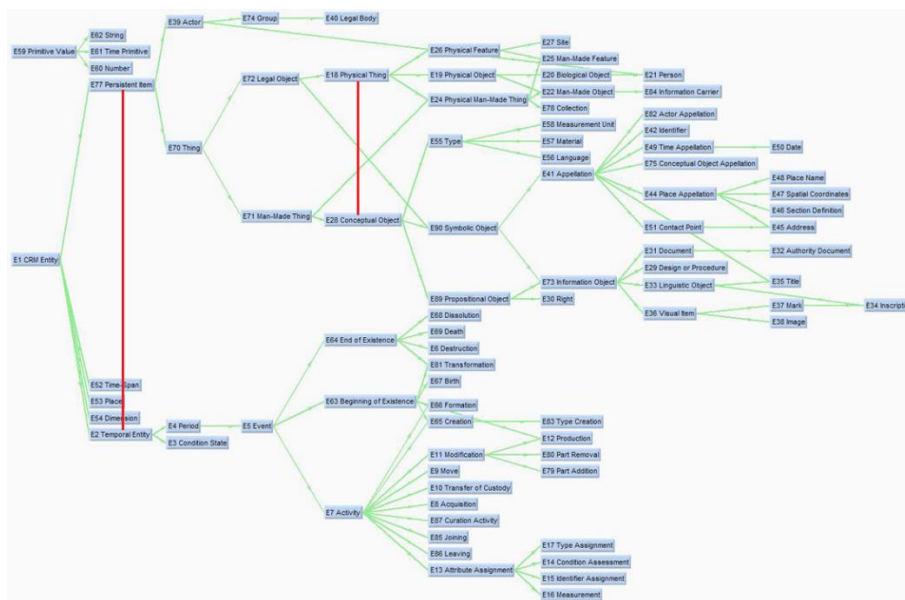 E62 String
E59 Primitive Value
E61 Time Primitive
E60 Number
E77 Persistent Item
E39 Actor
E74 Group
E40 Legal Body
E72 Legal Object
E70 Thing
E71 Man-Made Thing
E18 Physical Thing
E28 Conceptual Object
E26 Physical Feature
E19 Physical Object
E24 Physical Man-Made Thing
E27 Site
E25 Man-Made Feature
E20 Biological Object
E21 Person
E22 Man-Made Object
E84 Information Carrier
E78 Collection
E55 Type
E58 Measurement Unit
E57 Material
E56 Language
E90 Symbolic Object
E89 Propositional Object
E41 Appellation
E82 Actor Appellation
E42 Identifier
E49 Time Appellation
E50 Date
E75 Conceptual Object Appellation
E44 Place Appellation
E48 Place Name
E47 Spatial Coordinates
E46 Section Definition
E51 Contact Point
E45 Address
E73 Information Object
E30 Right
E31 Document
E32 Authority Document
E29 Design or Procedure
E33 Linguistic Object
E35 Title
E36 Visual Item
E37 Mark
E34 Inscripti
E38 Image
E1 CRM Entity
E52 Time-Span
E53 Place
E54 Dimension
E2 Temporal Entity
E4 Period
E3 Condition State
E5 Event
E64 End of Existence
E68 Dissolution
E69 Death
E6 Destruction
E81 Transformation
E63 Beginning of Existence
E67 Birth
E66 Formation
E65 Creation
E83 Type Creation
E12 Production
E7 Activity
E11 Modification
E80 Part Removal
E79 Part Addition
E9 Move
E10 Transfer of Custody
E8 Acquisition
E87 Curation Activity
E85 Joining
E86 Leaving
E13 Attribute Assignment
E17 Type Assignment
E14 Condition Assessment
E15 Identifier Assignment
E16 Measurement